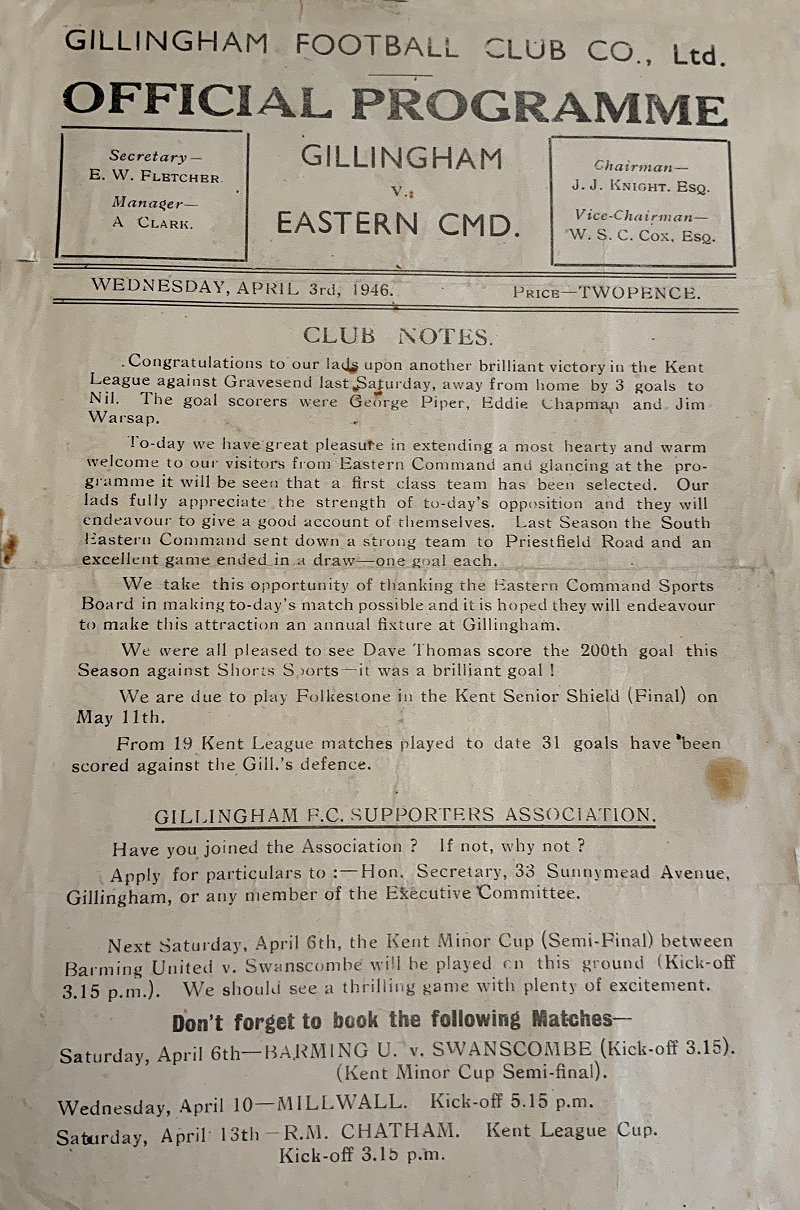 GILLINGHAM FOOTBALL CLUB CO., Ltd.
OFFICIAL PROGRAMME
Secretary—
E. W. FLETCHER.
Manager—
A CLARK.
GILLINGHAM
v.
EASTERN CMD.
Chairman—
J. J. KNIGHT. ESQ.
Vice-Chairman—
W. S. C. COX, ESQ.
WEDNESDAY, APRIL 3rd, 1946. PRICE—TWOPENCE.
CLUB NOTES.
Congratulations to our lads upon another brilliant victory in the Kent
League against Gravesend last Saturday, away from home by 3 goals to
Nil. The goal scorers were George Piper, Eddie Chapman and Jim
Warsap.
To-day we have great pleasure in extending a most hearty and warm
welcome to our visitors from Eastern Command and glancing at the pro-
gramme it will be seen that a first class team has been selected. Our
lads fully appreciate the strength of to-day's opposition and they will
endeavour to give a good account of themselves. Last Season the South
Eastern Command sent down a strong team to Priestfield Road and an
excellent game ended in a draw—one goal each.
We take this opportunity of thanking the Eastern Command Sports
Board in making to-day's match possible and it is hoped they will endeavour
to make this attraction an annual fixture at Gillingham.
We were all pleased to see Dave Thomas score the 200th goal this
Season against Shorts Sports—it was a brilliant goal !
We are due to play Folkestone in the Kent Senior Shield (Final) on
May 11th.
From 19 Kent League matches played to date 31 goals have been
scored against the Gill.'s defence.
GILLINGHAM F.C. SUPPORTERS ASSOCIATION.
Have you joined the Association ? If not, why not ?
Apply for particulars to :—Hon. Secretary, 33 Sunnymead Avenue,
Gillingham, or any member of the Executive Committee.
Next Saturday, April 6th, the Kent Minor Cup (Semi-Final) between
Barming United v. Swanscombe will be played on this ground (Kick-off
3.15 p.m.). We should see a thrilling game with plenty of excitement.
Don't forget to book the following Matches—
Saturday, April 6th—BARMING U. v. SWANSCOMBE (Kick-off 3.15).
(Kent Minor Cup Semi-final).
Wednesday, April 10—MILLWALL. Kick-off 5.15 p.m.
Saturday, April 13th—R.M. CHATHAM. Kent League Cup.
Kick-off 3.15 p.m.